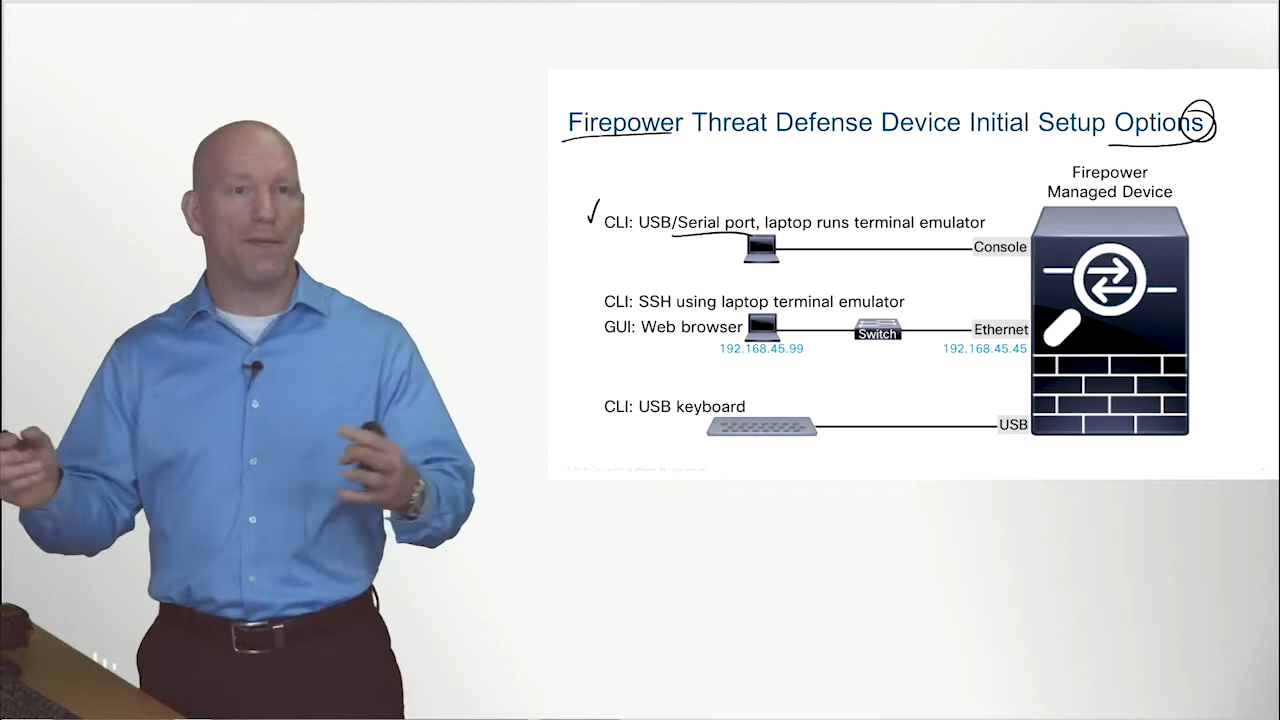 Firepower Threat Defense Device Initial Setup Options
Firepower
Managed Device
CLI: USB/Serial port, laptop runs terminal emulator
Console
CLI: SSH using laptop terminal emulator
GUI: Web browser
Switch
Ethernet
192.168.45.99
192.168.45.45
CLI: USB keyboard
USB